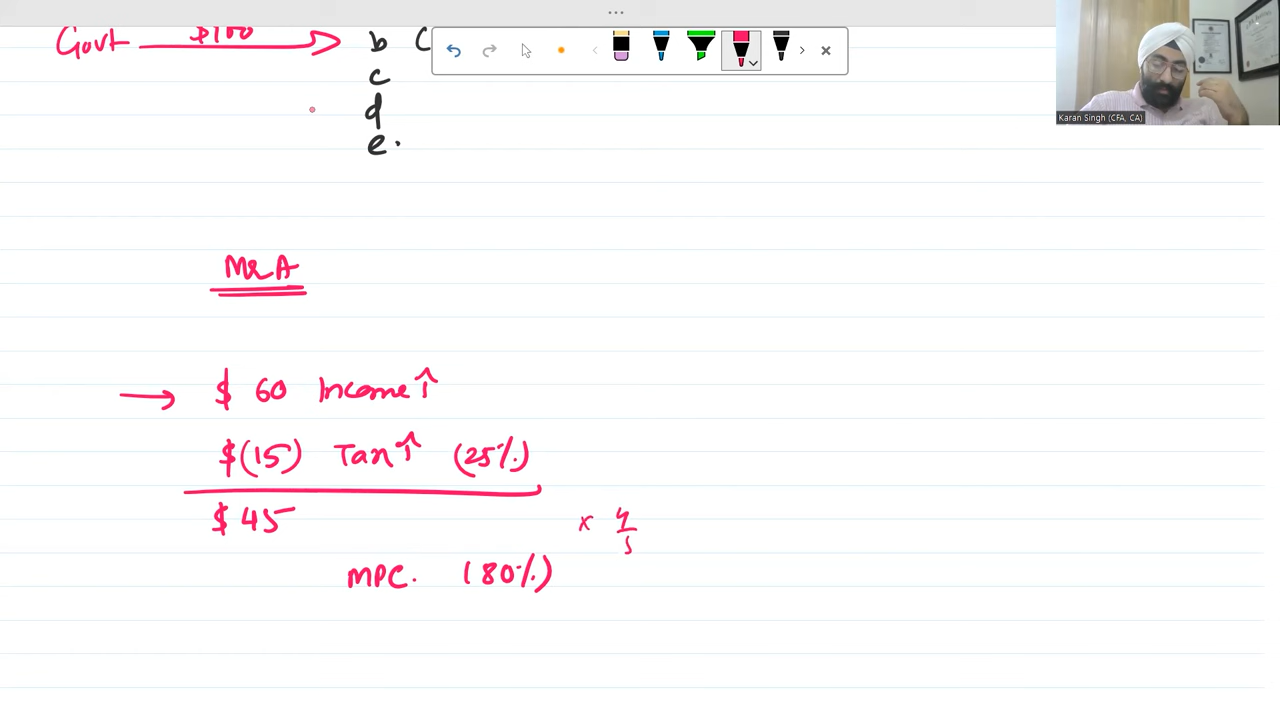 Govt $100 b C
c
d
e.
Karan Singh (CFA, CA)
Mr A
→ $ 60 Income ↑
$(15) Tax ↑ (25%)
$ 45 x 4/5
MPC. (80%)